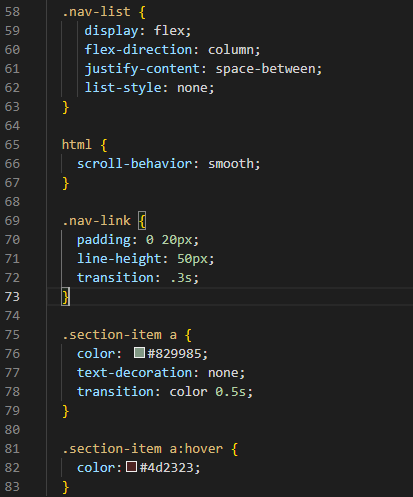 58 .nav-list {
59 display: flex;
60 flex-direction: column;
61 justify-content: space-between;
62 list-style: none;
63 }
64
65 html {
66 scroll-behavior: smooth;
67 }
68
69 .nav-link {
70 padding: 0 20px;
71 line-height: 50px;
72 transition: .3s;
73 }
74
75 .section-item a {
76 color: #829985;
77 text-decoration: none;
78 transition: color 0.5s;
79 }
80
81 .section-item a:hover {
82 color:#4d2323;
83 }